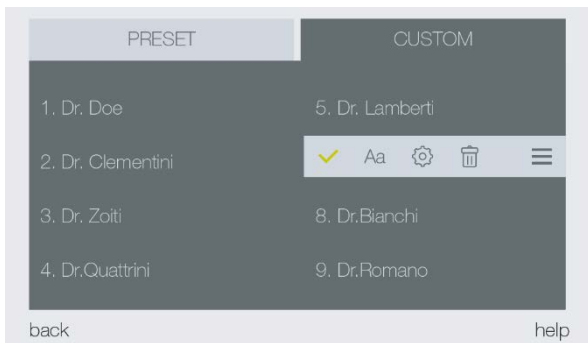 PRESET
CUSTOM
1. Dr. Doe
2. Dr. Clementini
3. Dr. Zoiti
4. Dr.Quattrini
5. Dr. Lamberti
Aa
8. Dr.Bianchi
9. Dr.Romano
back
help